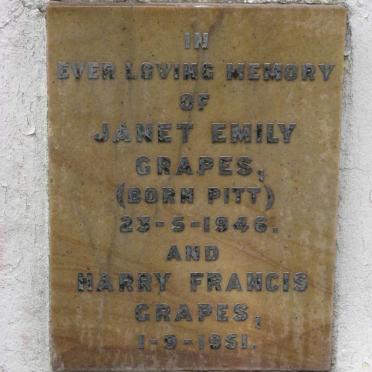 IN
EVER LOVING MEMORY
OF
JANET EMILY
GRAPES,
(BORN PITT)
23-5-1946.
AND
HARRY FRANCIS
GRAPES,
1-9-1951.